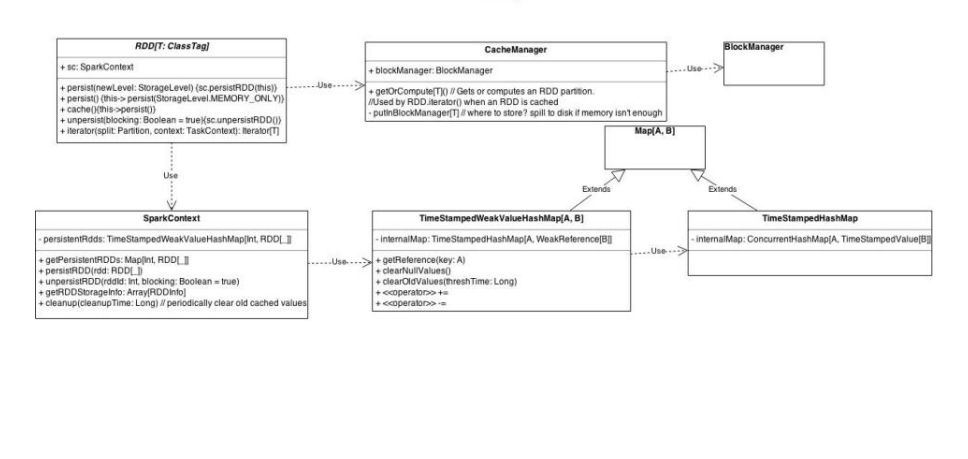 RDD[T: ClassTag]
+ sc: SparkContext
+ persist(newLevel: StorageLevel) {sc.persistRDD(this)}
+ persist() {this-> persist(StorageLevel.MEMORY_ONLY)}
+ cache(){this->persist()}
+ unpersist(blocking: Boolean = true){sc.unpersistRDD()}
+ iterator(split: Partition, context: TaskContext): Iterator[T]
Use
CacheManager
+ blockManager: BlockManager
+ getOrCompute[T]() // Gets or computes an RDD partition.
//Used by RDD.iterator() when an RDD is cached
- putInBlockManager[T] // where to store? spill to disk if memory isn't enough
Use
BlockManager
Map[A, B]
Use
Extends
Extends
SparkContext
- persistentRdds: TimeStampedWeakValueHashMap[Int, RDD[_]]
+ getPersistentRDDs: Map[Int, RDD[_]]
+ persistRDD(rdd: RDD[_])
+ unpersistRDD(rddId: Int, blocking: Boolean = true)
+ getRDDStorageInfo: Array[RDDInfo]
+ cleanup(cleanupTime: Long) // periodically clear old cached values
Use
TimeStampedWeakValueHashMap[A, B]
- internalMap: TimeStampedHashMap[A, WeakReference[B]]
+ getReference(key: A)
+ clearNullValues()
+ clearOldValues(threshTime: Long)
+ <<operator>> +=
+ <<operator>> -=
Use
TimeStampedHashMap
- internalMap: ConcurrentHashMap[A, TimeStampedValue[B]]